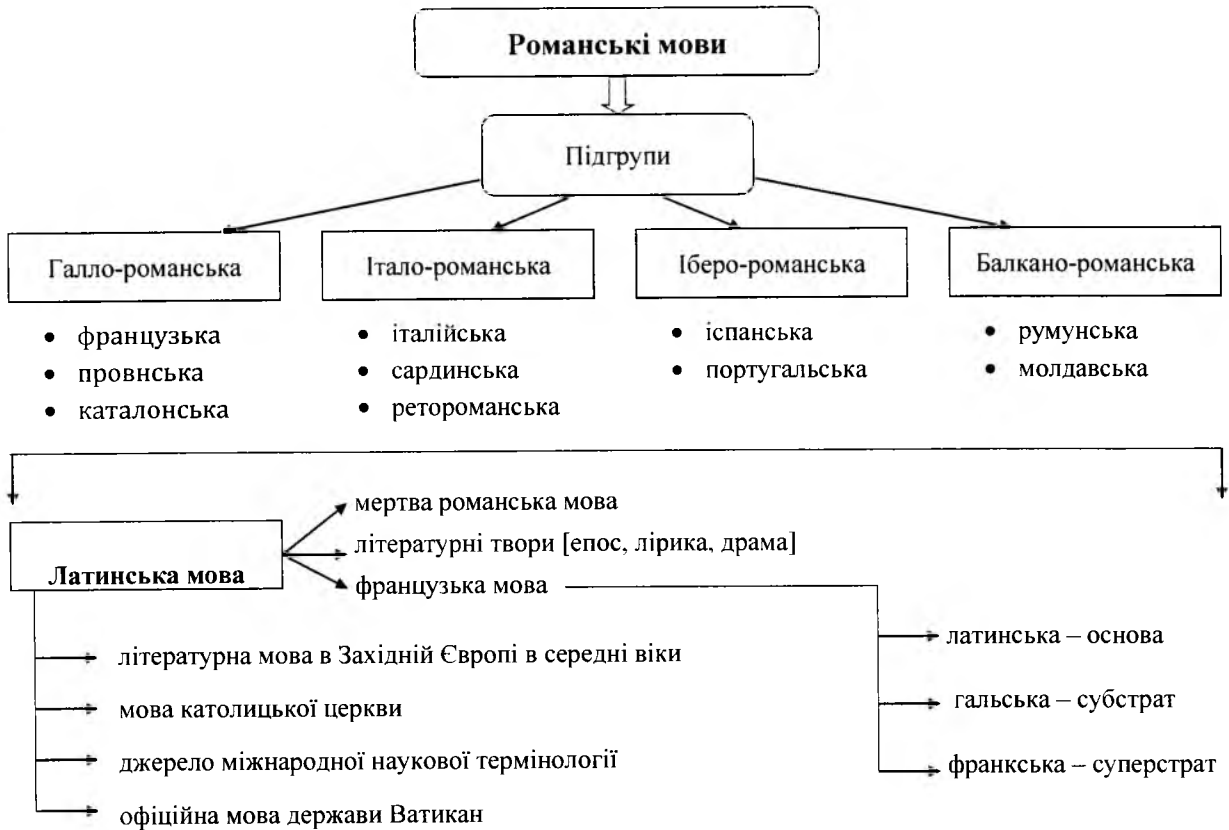 Романські мови
Підгрупи
Галло-романська
Італо-романська
Іберо-романська
Балкано-романська
• французька
• провнська
• каталонська
• італійська
• сардинська
• ретороманська
• іспанська
• португальська
• румунська
• молдавська
Латинська мова
мертва романська мова
літературні твори [епос, лірика, драма]
французька мова
латинська – основа
гальська – субстрат
франкська – суперстрат
літературна мова в Західній Європі в середні віки
мова католицької церкви
джерело міжнародної наукової термінології
офіційна мова держави Ватикан